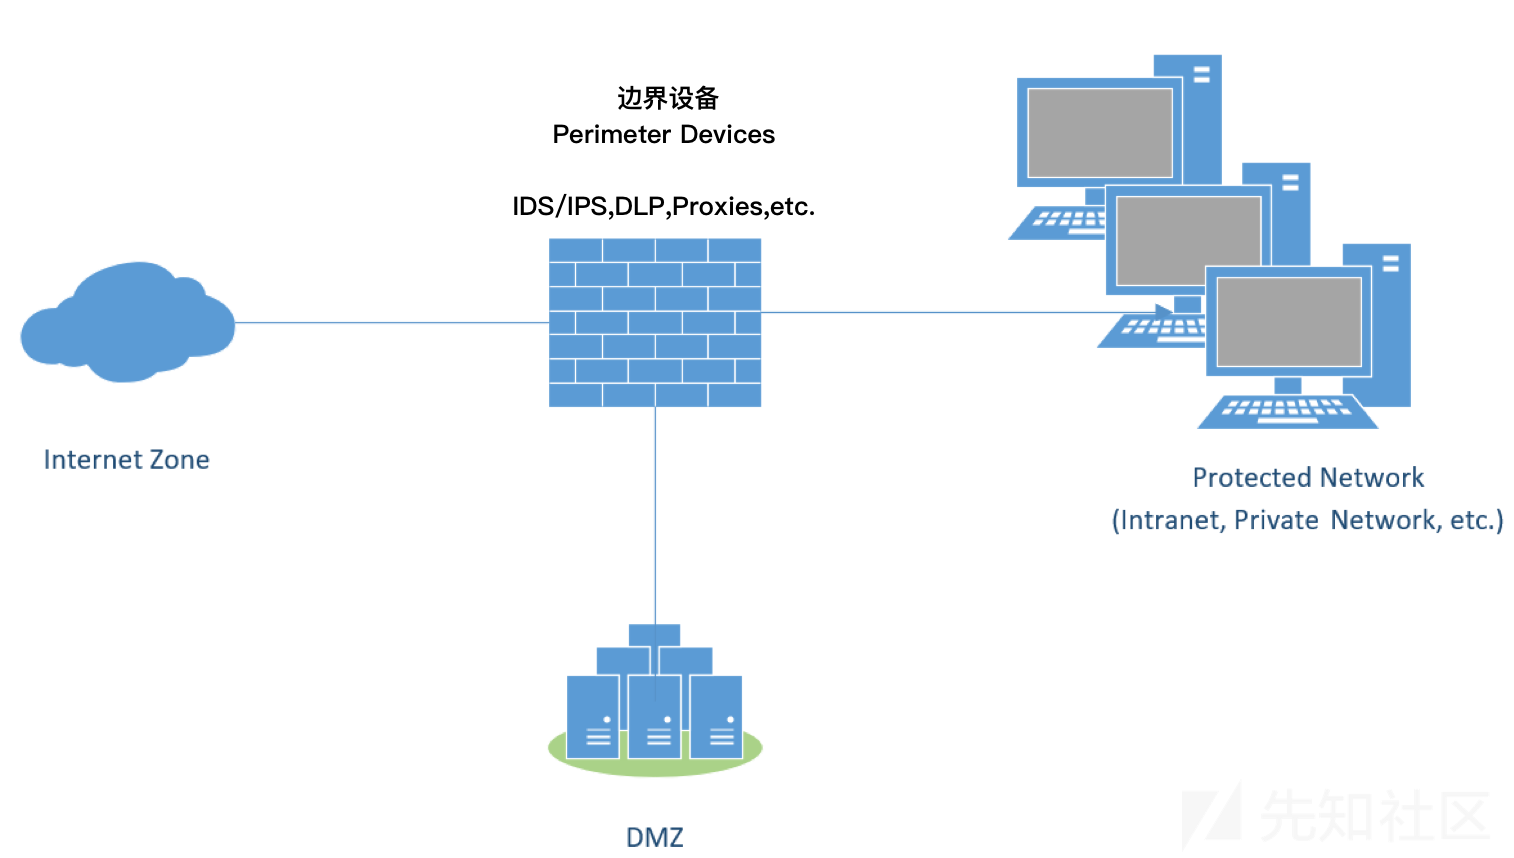 边界设备
Perimeter Devices
IDS/IPS,DLP,Proxies,etc.
Internet Zone
Protected Network
(Intranet, Private Network, etc.)
DMZ
先知社区